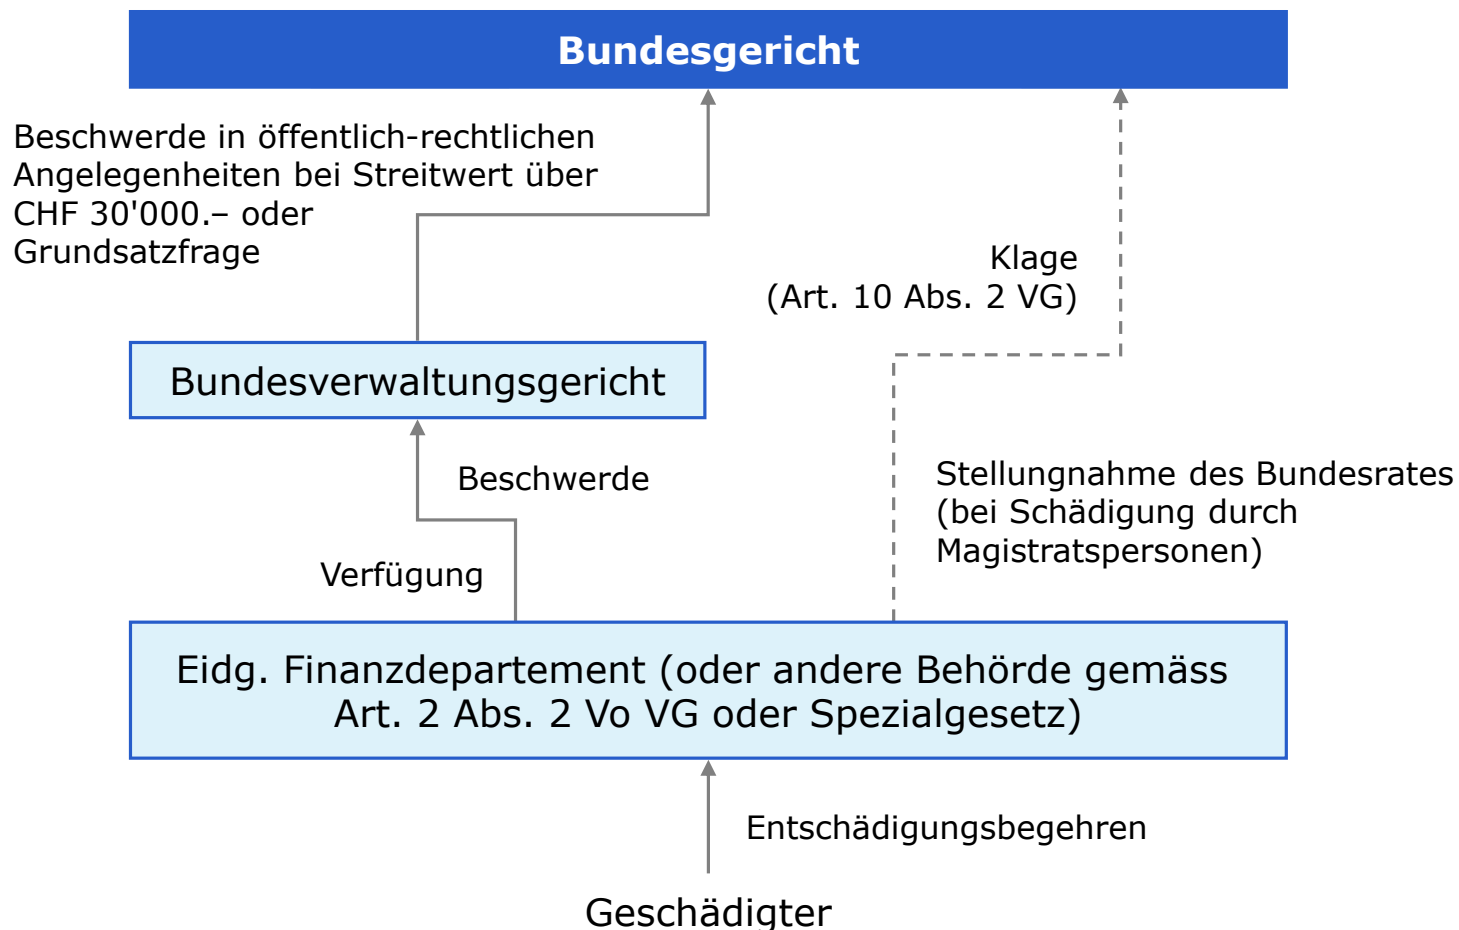 Bundesgericht
Beschwerde in öffentlich-rechtlichen
Angelegenheiten bei Streitwert über
CHF 30'000.– oder
Grundsatzfrage
Klage
(Art. 10 Abs. 2 VG)
Bundesverwaltungsgericht
Beschwerde
Stellungnahme des Bundesrates
(bei Schädigung durch
Magistratspersonen)
Verfügung
Eidg. Finanzdepartement (oder andere Behörde gemäss
Art. 2 Abs. 2 Vo VG oder Spezialgesetz)
Entschädigungsbegehren
Geschädigter